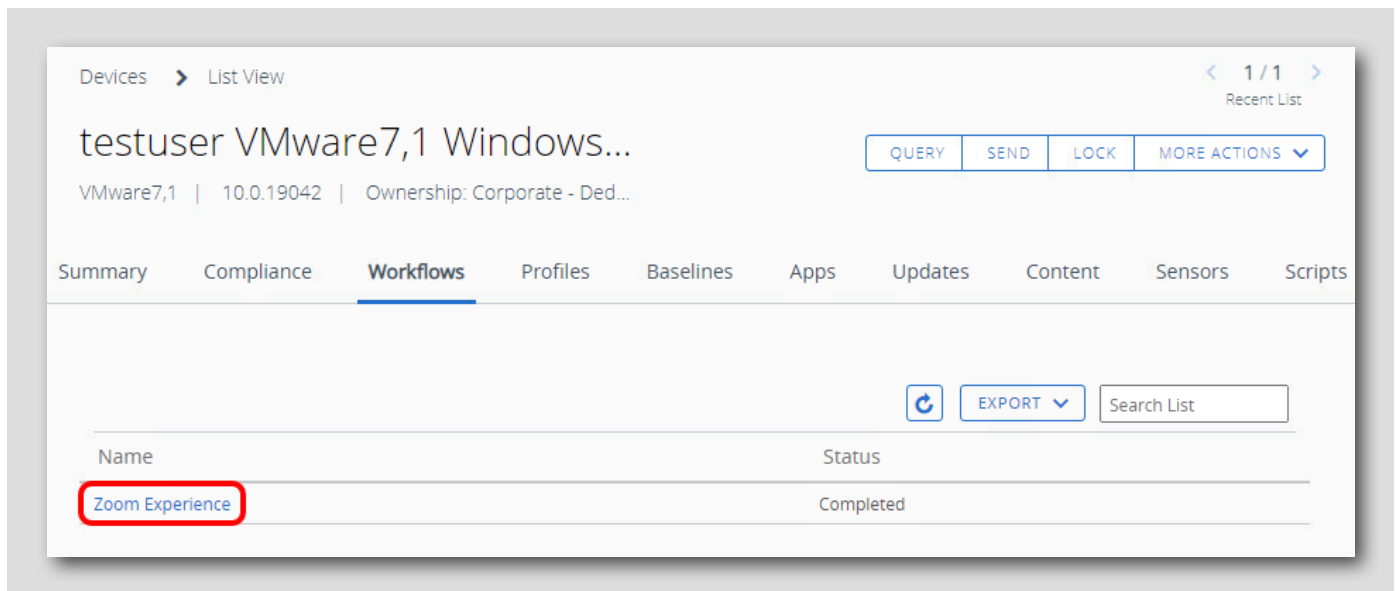 Devices > List View
< 1 / 1 >
Recent List
testuser VMware7,1 Windows...
QUERY SEND LOCK MORE ACTIONS
VMware7,1 | 10.0.19042 | Ownership: Corporate - Ded...
Summary Compliance Workflows Profiles Baselines Apps Updates Content Sensors Scripts
EXPORT Search List
Name Status
Zoom Experience Completed